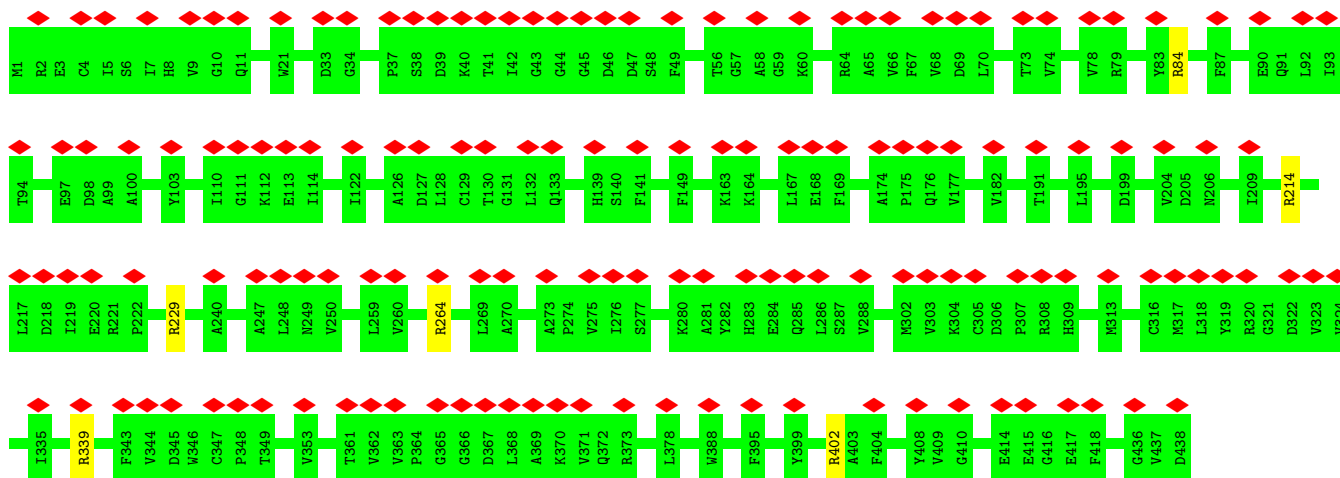 M1 R2 E3 C4 I5 S6 I7 H8 V9 G10 Q11 W21 D33 G34 P37 S38 D39 K40 T41 I42 G43 G44 G45 D46 D47 S48 F49 T56 G57 A58 G59 K60 R64 A65 V66 F67 V68 D69 L70 T73 V74 V78 R79 Y83 R84 F87 E90 Q91 L92 I93
T94 E97 D98 A99 A100 Y103 I110 G111 K112 E113 I114 I122 A126 D127 L128 C129 T130 G131 L132 Q133 H139 S140 F141 F149 K163 K164 L167 E168 F169 A174 P175 Q176 V177 V182 T191 L195 D199 V204 D205 N206 I209 R214
L217 D218 I219 E220 R221 P222 R229 A240 A247 L248 N249 V250 L259 V260 R264 L269 A270 A273 P274 V275 I276 S277 K280 A281 Y282 H283 E284 Q285 L286 S287 V288 M302 V303 K304 C305 D306 P307 R308 H309 M313 C316 M317 L318 Y319 R320 G321 D322 V323
I335 R339 F343 V344 D345 W346 C347 P348 T349 V353 T361 V362 V363 P364 G365 G366 D367 L368 A369 K370 V371 Q372 R373 L378 W388 F395 Y399 R402 A403 F404 Y408 V409 G410 E414 E415 G416 E417 F418 G436 V437 D438